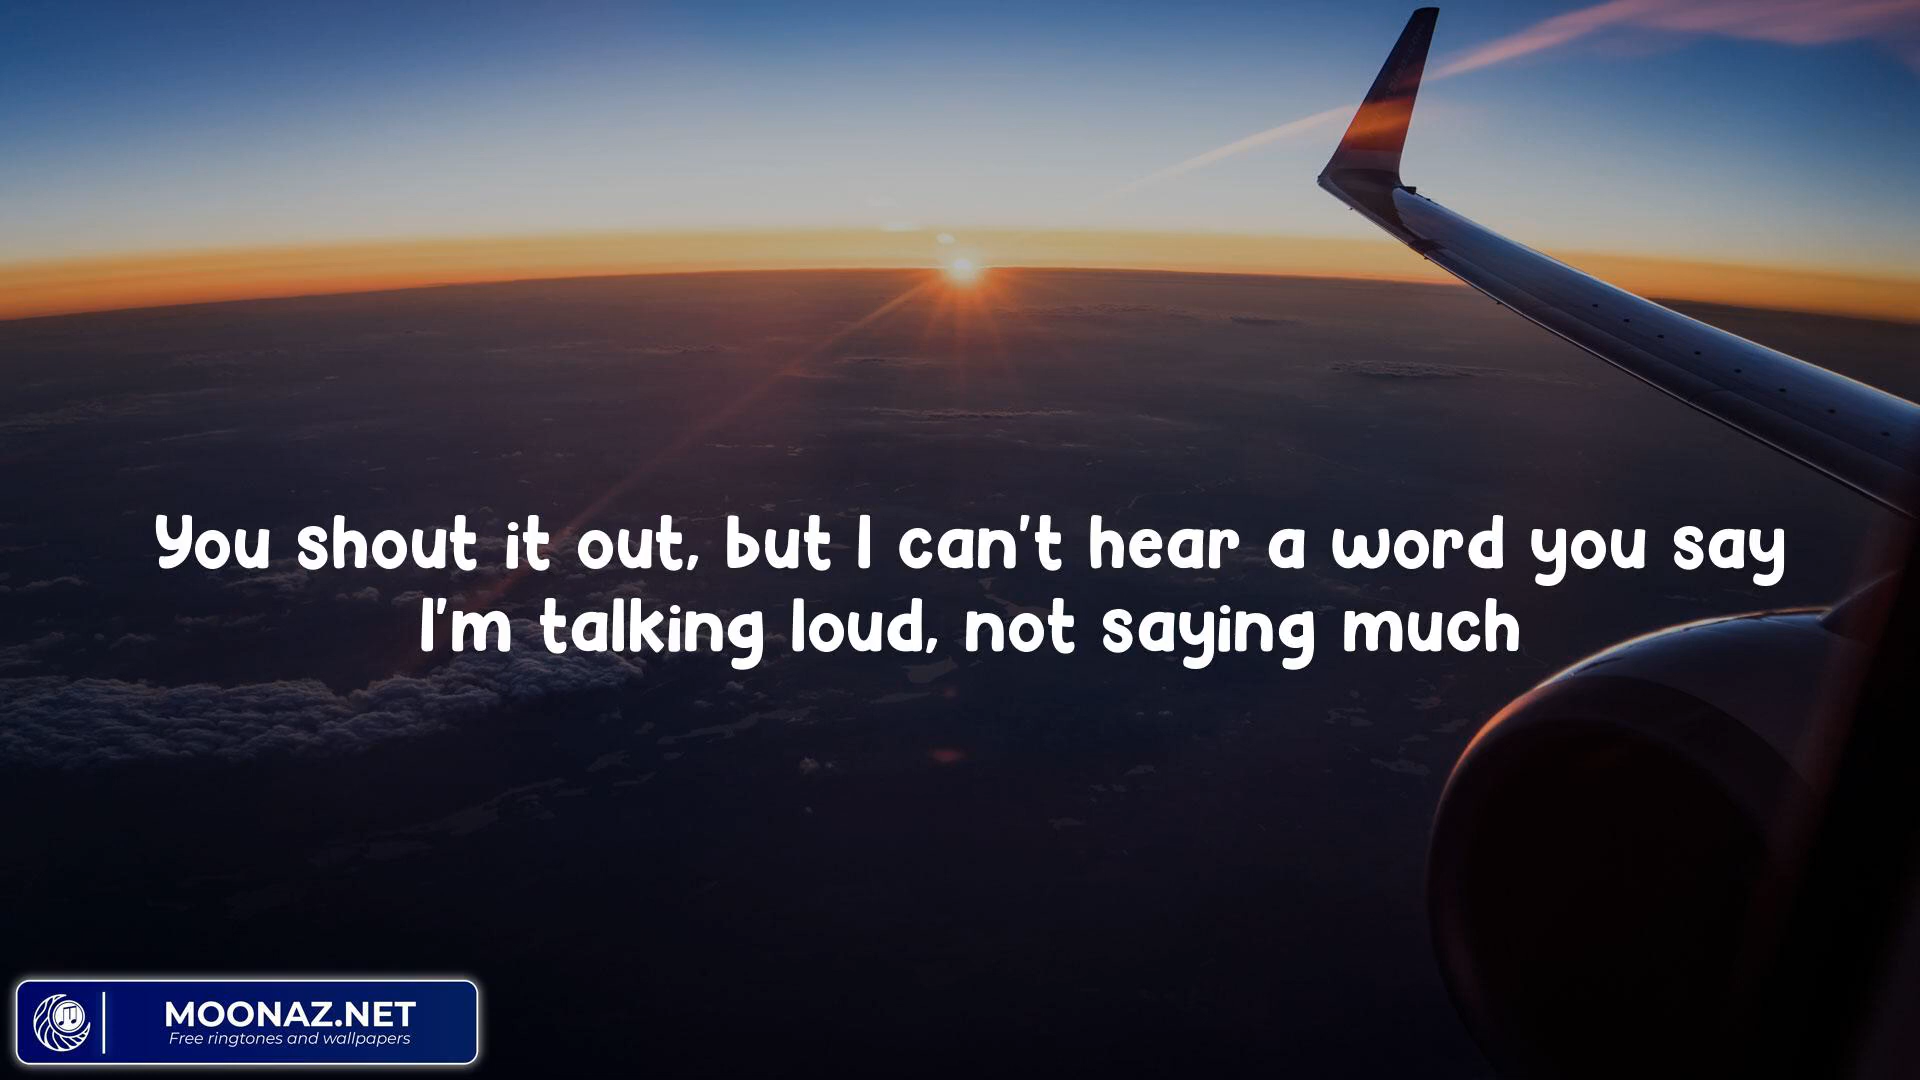 You shout it out, but I can't hear a word you say
I'm talking loud, not saying much
MOONAZ.NET
Free ringtones and wallpapers